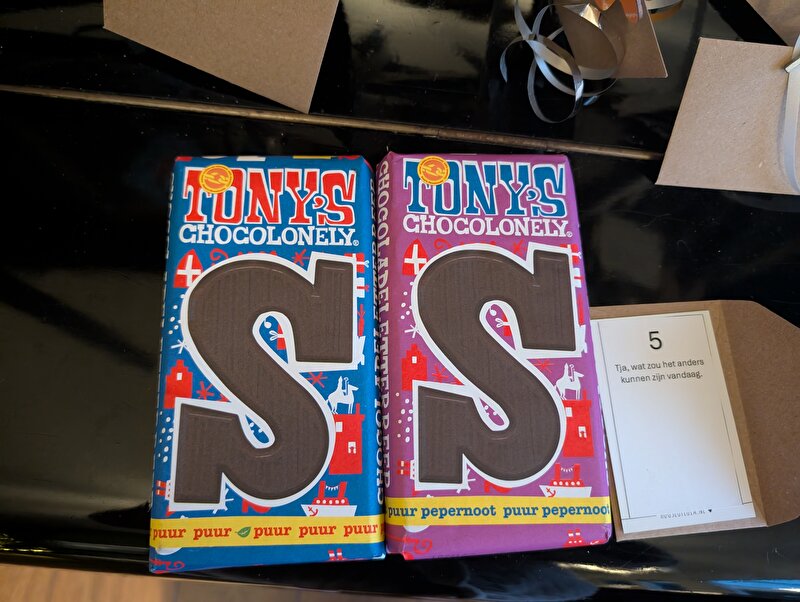 TONY'S
CHOCOLONELY
S
puur puur puur puur puur
CHOCOLADELETTERREEP
TONY'S
CHOCOLONELY
S
puur pepernoot puur pepernoot
5
Tja, wat zou het anders
kunnen zijn vandaag.